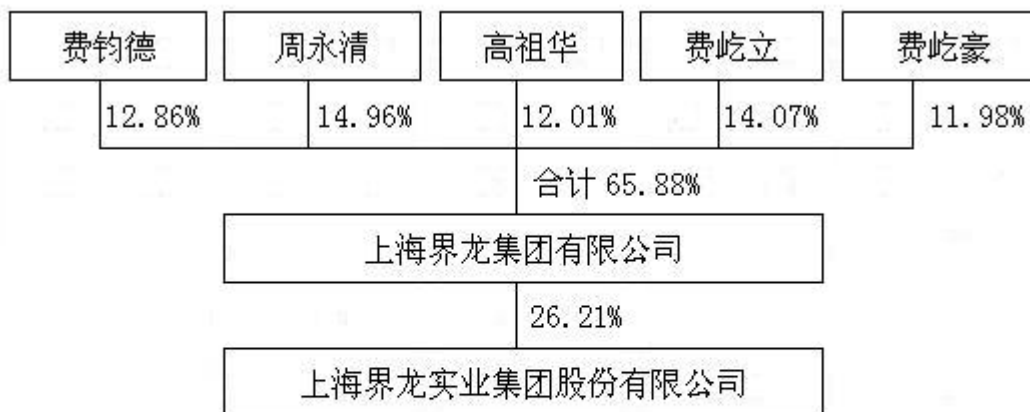 费钧德 周永清 高祖华 费屹立 费屹豪
12.86% 14.96% 12.01% 14.07% 11.98%
合计 65.88%
上海界龙集团有限公司
26.21%
上海界龙实业集团股份有限公司